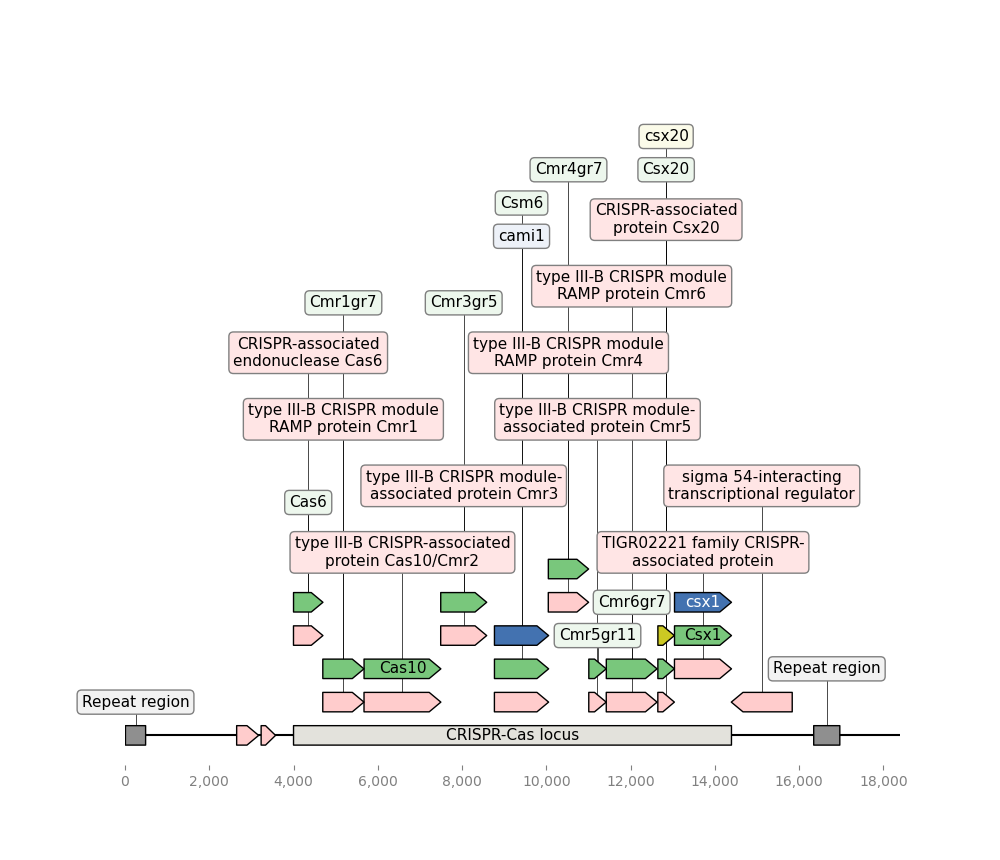 csx20
Cmr4gr7
Csx20
Csm6
CRISPR-associated
protein Csx20
cami1
type III-B CRISPR module
RAMP protein Cmr6
Cmr1gr7
Cmr3gr5
CRISPR-associated
endonuclease Cas6
type III-B CRISPR module
RAMP protein Cmr4
type III-B CRISPR module
RAMP protein Cmr1
type III-B CRISPR module-
associated protein Cmr5
type III-B CRISPR module-
associated protein Cmr3
sigma 54-interacting
transcriptional regulator
Cas6
type III-B CRISPR-associated
protein Cas10/Cmr2
TIGR02221 family CRISPR-
associated protein
Cmr6gr7
csx1
Cmr5gr11
Csx1
Cas10
Repeat region
Repeat region
CRISPR-Cas locus
0
2,000
4,000
6,000
8,000
10,000
12,000
14,000
16,000
18,000